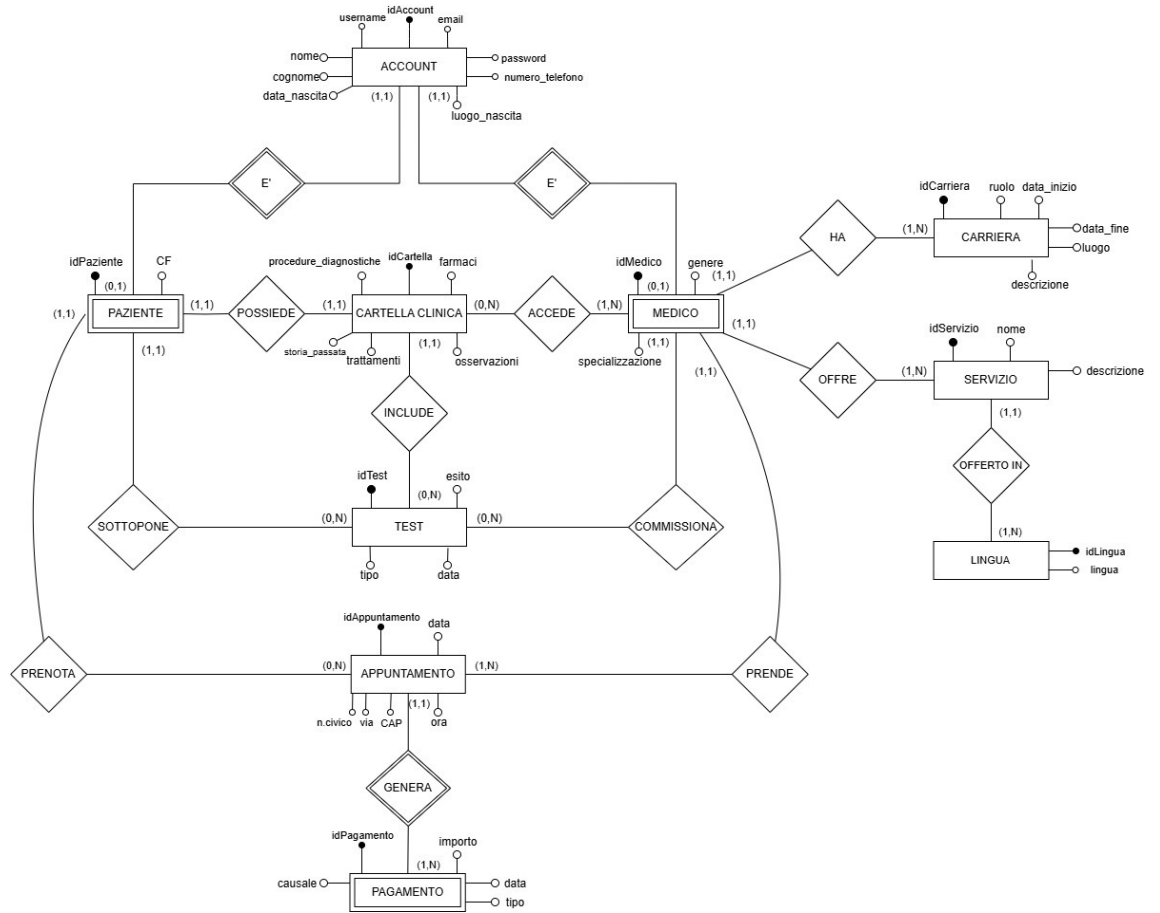 idAccount
username
email
nome
password
ACCOUNT
cognome
numero_telefono
data_nascita
(1,1)
(1,1)
luogo_nascita
E'
E'
idCarriera
ruolo
data_inizio
HA
(1,N)
CARRIERA
data_fine
luogo
descrizione
idPaziente
CF
procedure_diagnostiche
idCartella
farmaci
idMedico
genere
(1,1)
(0,1)
(0,1)
(1,1)
PAZIENTE
(1,1)
POSSIEDE
(1,1)
CARTELLA CLINICA
(0,N)
ACCEDE
(1,N)
MEDICO
(1,1)
(1,1)
storia_passata
trattamenti
(1,1)
osservazioni
(1,1)
specializzazione
(1,1)
idServizio
nome
OFFRE
(1,N)
SERVIZIO
descrizione
(1,1)
INCLUDE
OFFERTO IN
idTest
esito
(0,N)
SOTTOPONE
(0,N)
TEST
(0,N)
COMMISSIONA
(1,N)
tipo
data
LINGUA
idLingua
lingua
idAppuntamento
data
PRENOTA
(0,N)
APPUNTAMENTO
(1,N)
PRENDE
(1,1)
n.civico
via
CAP
ora
GENERA
idPagamento
importo
(1,N)
causale
PAGAMENTO
data
tipo